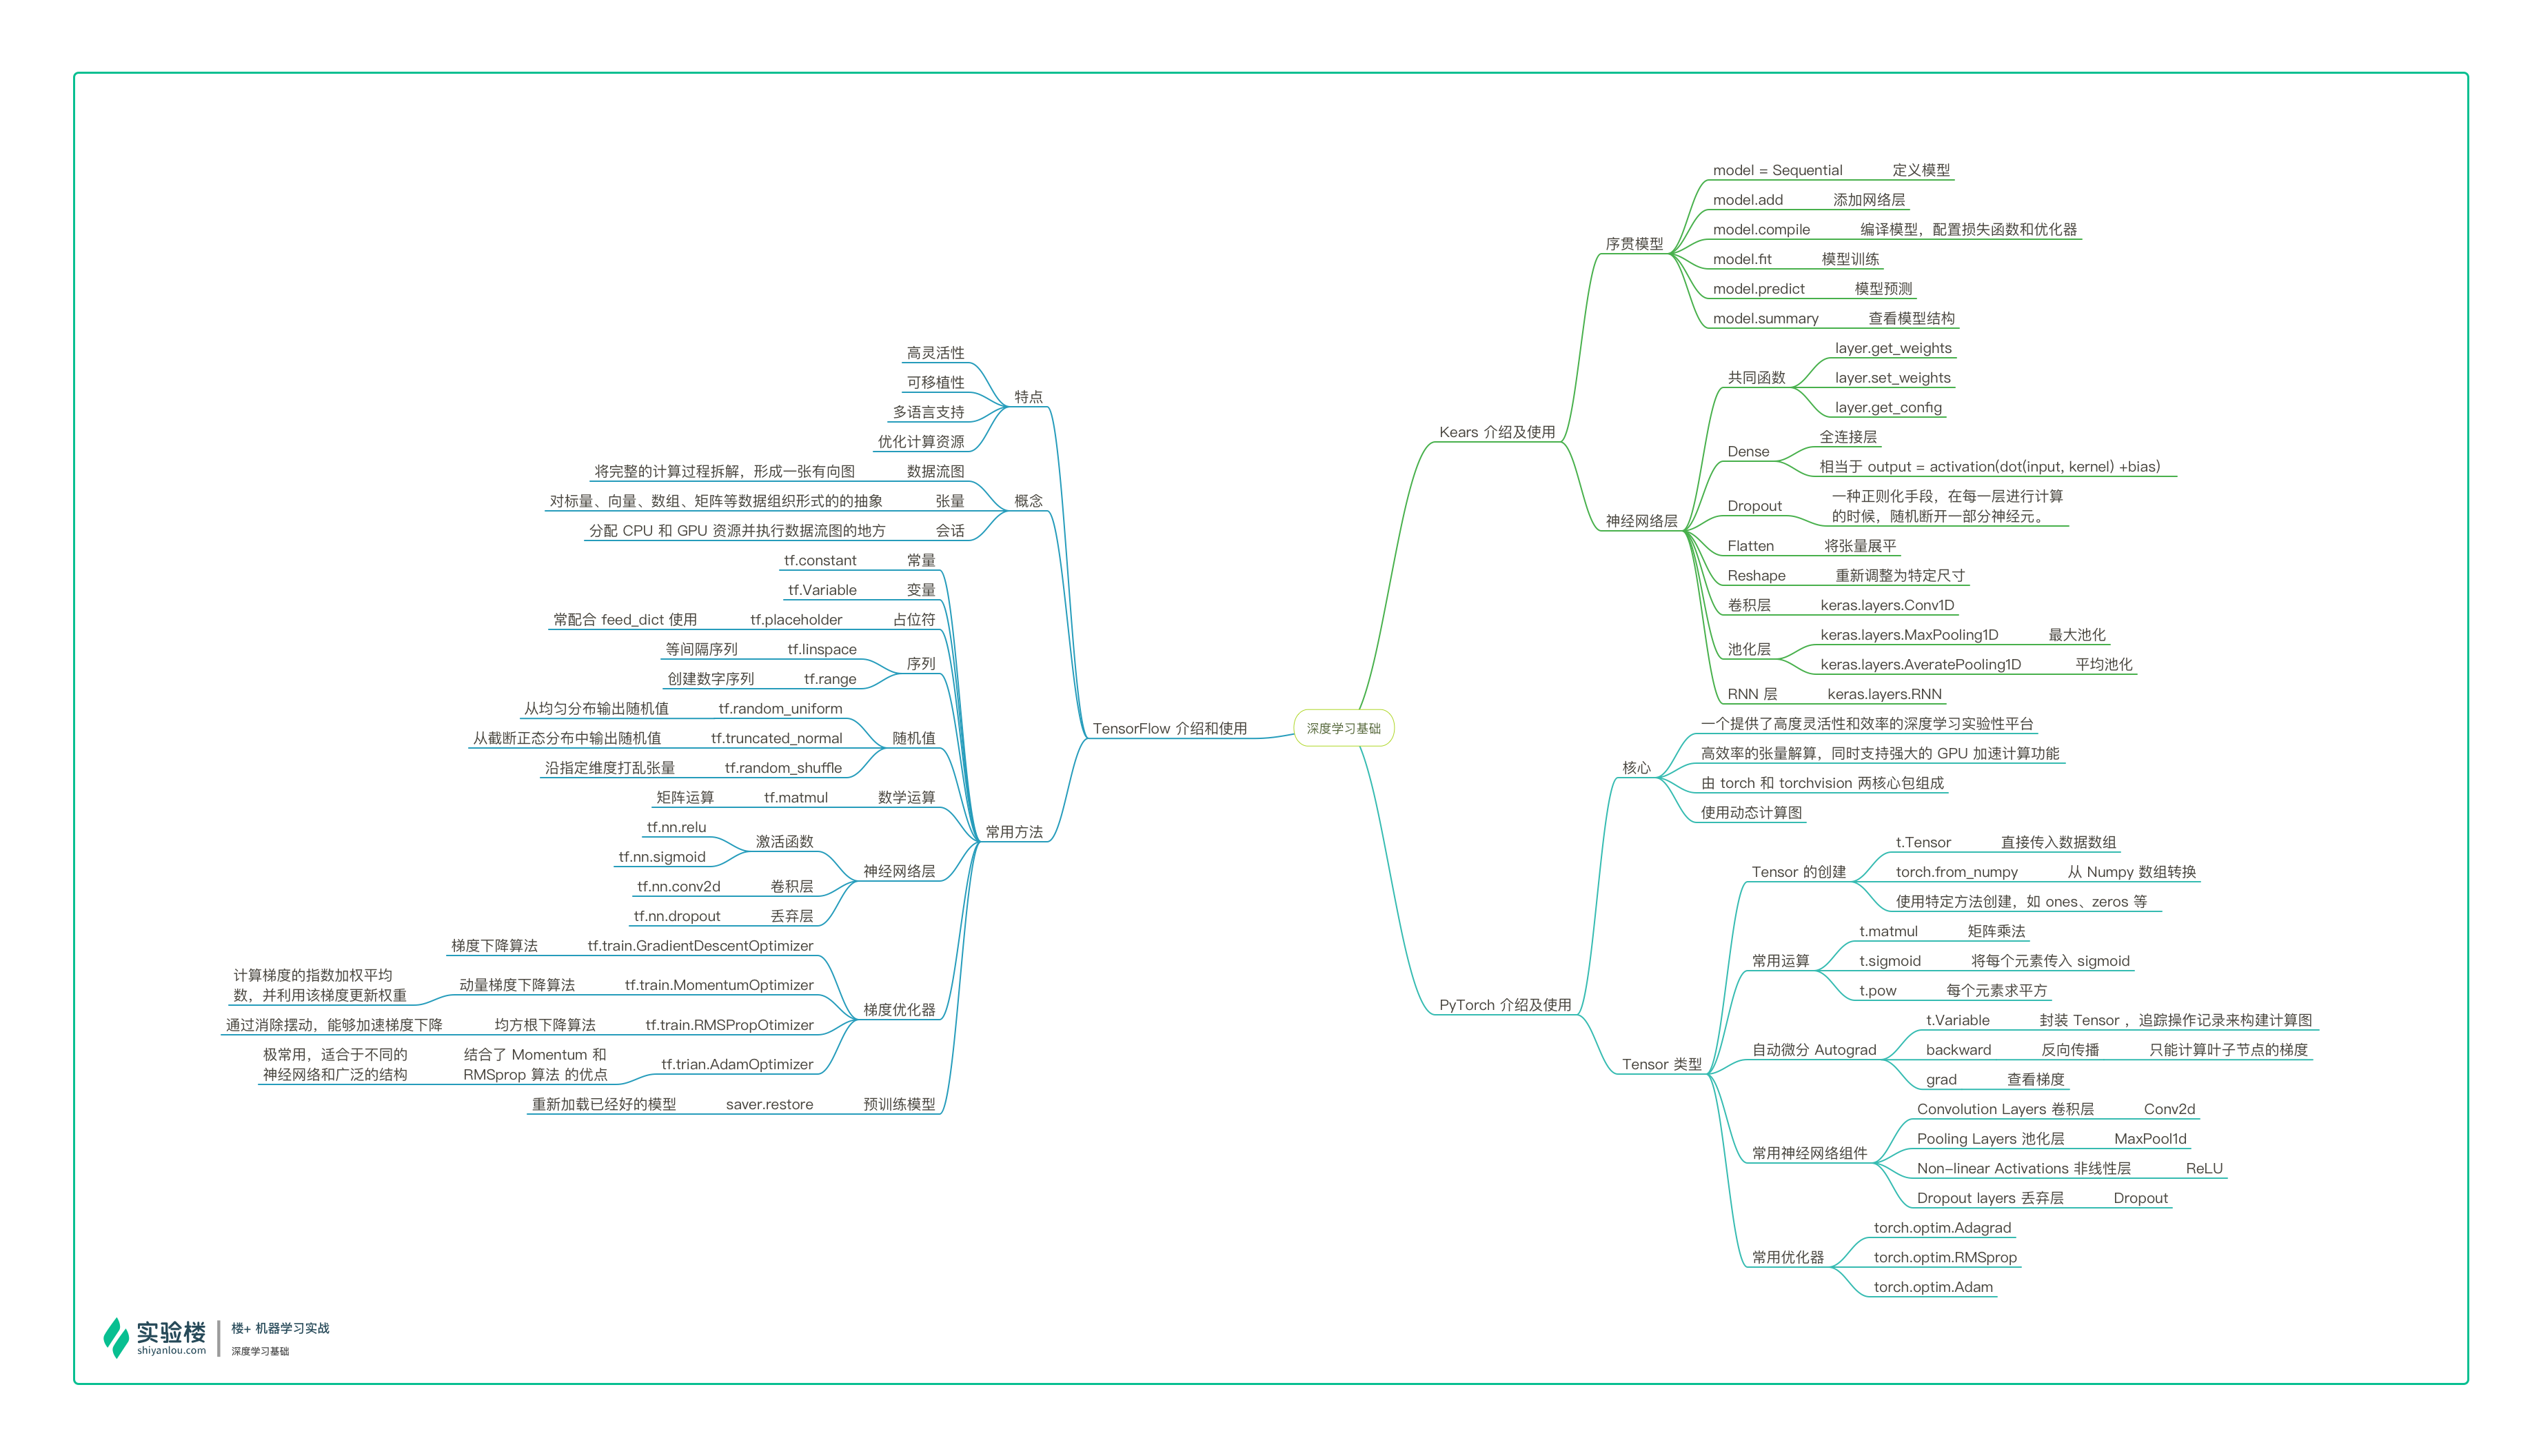 深度学习基础
Kears 介绍及使用
序贯模型
model = Sequential 定义模型
model.add 添加网络层
model.compile 编译模型，配置损失函数和优化器
model.fit 模型训练
model.predict 模型预测
model.summary 查看模型结构
神经网络层
共同函数
layer.get_weights
layer.set_weights
layer.get_config
Dense
全连接层
相当于 output = activation(dot(input, kernel) +bias)
Dropout
一种正则化手段，在每一层进行计算
的时候，随机断开一部分神经元。
Flatten 将张量展平
Reshape 重新调整为特定尺寸
卷积层 keras.layers.Conv1D
池化层
keras.layers.MaxPooling1D 最大池化
keras.layers.AveratePooling1D 平均池化
RNN 层 keras.layers.RNN
PyTorch 介绍及使用
核心
一个提供了高度灵活性和效率的深度学习实验性平台
高效率的张量解算，同时支持强大的 GPU 加速计算功能
由 torch 和 torchvision 两核心包组成
使用动态计算图
Tensor 类型
Tensor 的创建
t.Tensor 直接传入数据数组
torch.from_numpy 从 Numpy 数组转换
使用特定方法创建，如 ones、zeros 等
常用运算
t.matmul 矩阵乘法
t.sigmoid 将每个元素传入 sigmoid
t.pow 每个元素求平方
自动微分 Autograd
t.Variable 封装 Tensor ，追踪操作记录来构建计算图
backward 反向传播 只能计算叶子节点的梯度
grad 查看梯度
常用神经网络组件
Convolution Layers 卷积层 Conv2d
Pooling Layers 池化层 MaxPool1d
Non-linear Activations 非线性层 ReLU
Dropout layers 丢弃层 Dropout
常用优化器
torch.optim.Adagrad
torch.optim.RMSprop
torch.optim.Adam
TensorFlow 介绍和使用
特点
高灵活性
可移植性
多语言支持
优化计算资源
概念
将完整的计算过程拆解，形成一张有向图 数据流图
对标量、向量、数组、矩阵等数据组织形式的的抽象 张量
分配 CPU 和 GPU 资源并执行数据流图的地方 会话
常用方法
tf.constant 常量
tf.Variable 变量
常配合 feed_dict 使用 tf.placeholder 占位符
序列
等间隔序列 tf.linspace
创建数字序列 tf.range
随机值
从均匀分布输出随机值 tf.random_uniform
从截断正态分布中输出随机值 tf.truncated_normal
沿指定维度打乱张量 tf.random_shuffle
矩阵运算 tf.matmul 数学运算
神经网络层
激活函数
tf.nn.relu
tf.nn.sigmoid
tf.nn.conv2d 卷积层
tf.nn.dropout 丢弃层
梯度优化器
梯度下降算法 tf.train.GradientDescentOptimizer
计算梯度的指数加权平均
数，并利用该梯度更新权重
动量梯度下降算法 tf.train.MomentumOptimizer
通过消除摆动，能够加速梯度下降 均方根下降算法 tf.train.RMSPropOtimizer
极常用，适合于不同的
神经网络和广泛的结构
结合了 Momentum 和
RMSprop 算法 的优点
tf.trian.AdamOptimizer
重新加载已经好的模型 saver.restore 预训练模型
实验楼
shiyanlou.com
楼+ 机器学习实战
深度学习基础